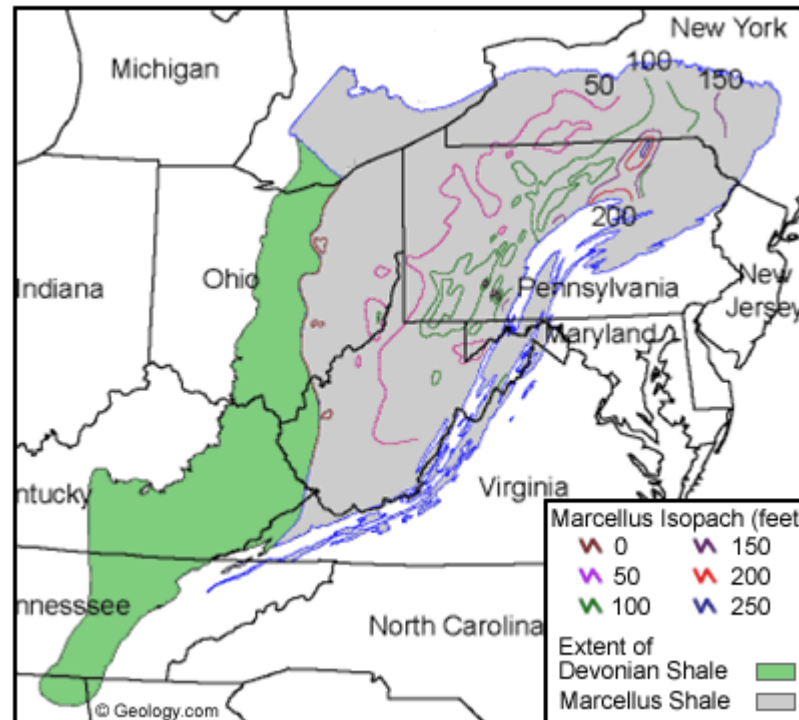 New York
Michigan
100
50
150
200
Indiana
Ohio
Pennsylvania
New
Jersey
Maryland
ntucky
Virginia
nnesssee
North Carolina
© Geology.com
Marcellus Isopach (feet
0
150
50
200
100
250
Extent of
Devonian Shale
Marcellus Shale